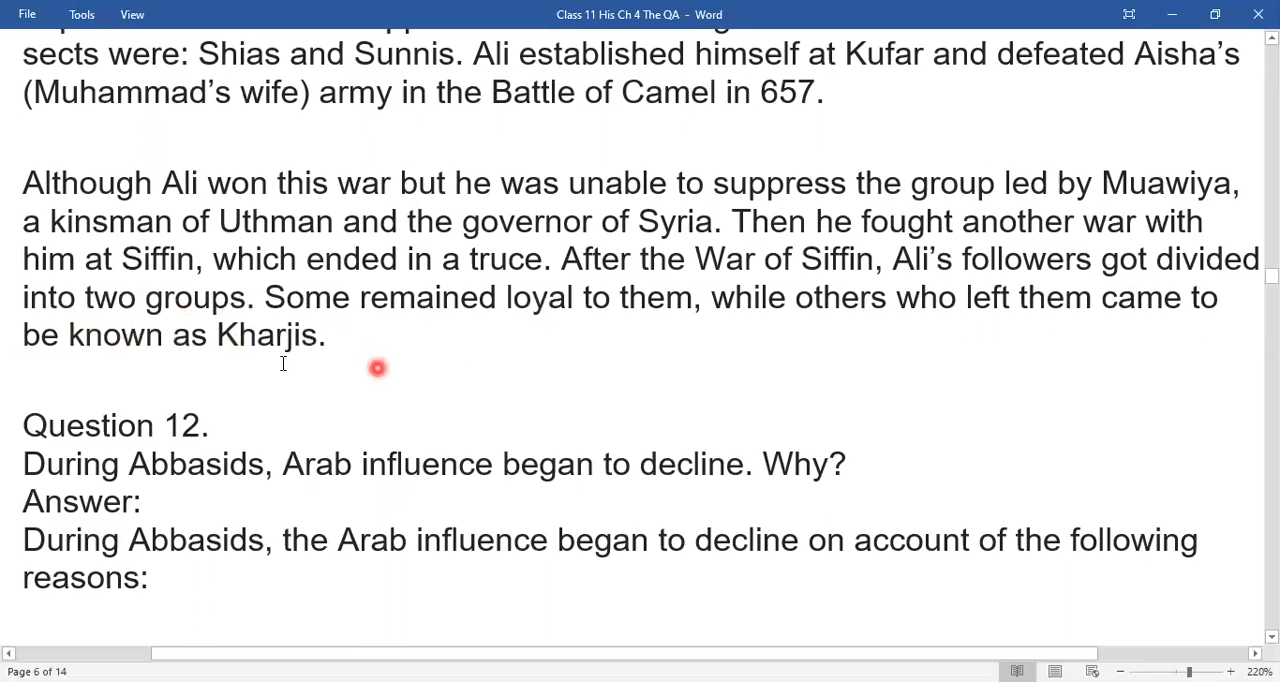 File Tools View Class 11 His Ch 4 The QA - Word
sects were: Shias and Sunnis. Ali established himself at Kufar and defeated Aisha’s
(Muhammad’s wife) army in the Battle of Camel in 657.
Although Ali won this war but he was unable to suppress the group led by Muawiya,
a kinsman of Uthman and the governor of Syria. Then he fought another war with
him at Siffin, which ended in a truce. After the War of Siffin, Ali’s followers got divided
into two groups. Some remained loyal to them, while others who left them came to
be known as Kharjis.
Question 12.
During Abbasids, Arab influence began to decline. Why?
Answer:
During Abbasids, the Arab influence began to decline on account of the following
reasons:
Page 6 of 14 220%